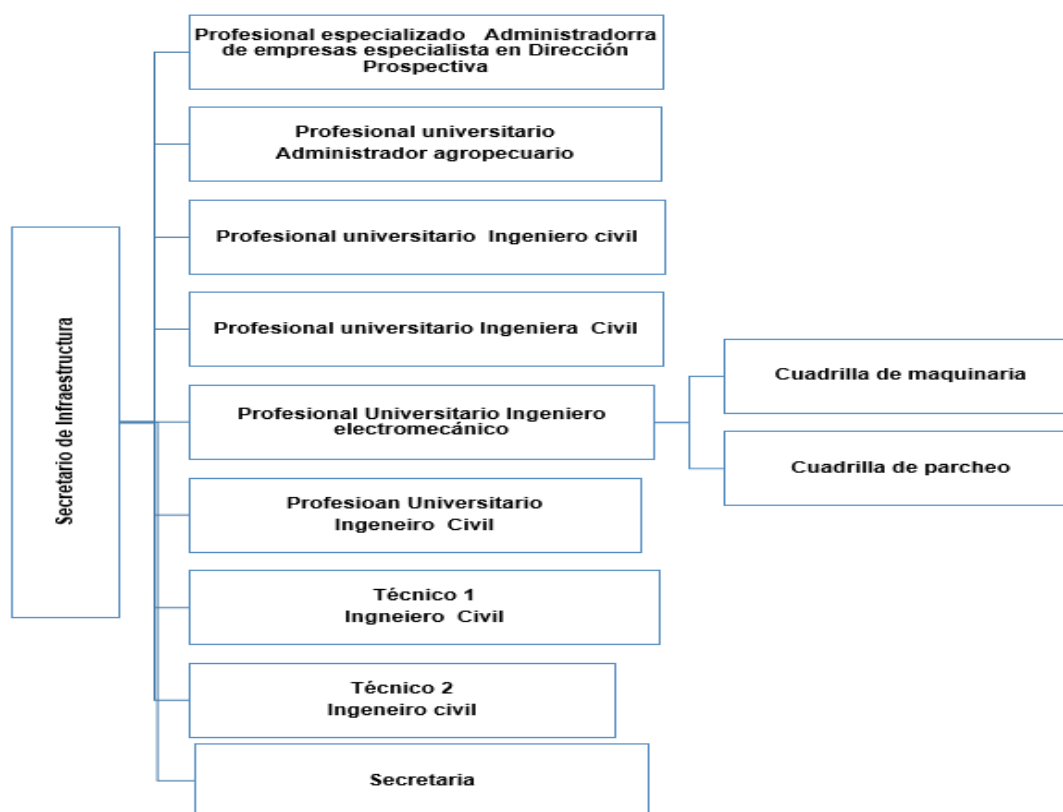 Secretario de Infraestructura
Profesional especializado Administradorra
de empresas especialista en Dirección
Prospectiva
Profesional universitario
Administrador agropecuario
Profesional universitario Ingeniero civil
Profesional universitario Ingeniera Civil
Profesional Universitario Ingeniero
electromecánico
Cuadrilla de maquinaria
Cuadrilla de parcheo
Profesioan Universitario
Ingeneiro Civil
Técnico 1
Ingneiero Civil
Técnico 2
Ingeneiro civil
Secretaria